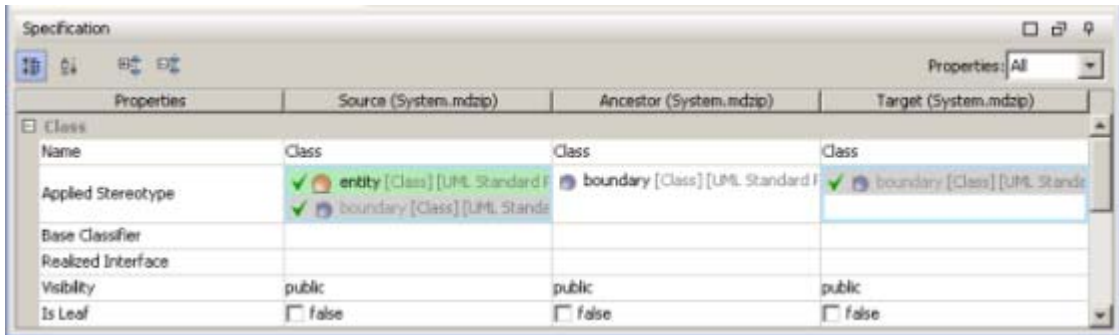 Specification
Properties: All
Properties Source (System.mdzip) Ancestor (System.mdzip) Target (System.mdzip)
Class
Name Class Class Class
Applied Stereotype entity [Class] [UML Standard boundary [Class] [UML Standard boundary [Class] [UML Standa
boundary [Class] [UML Standa
Base Classifier
Realized Interface
Visibility public public public
Is Leaf false false false